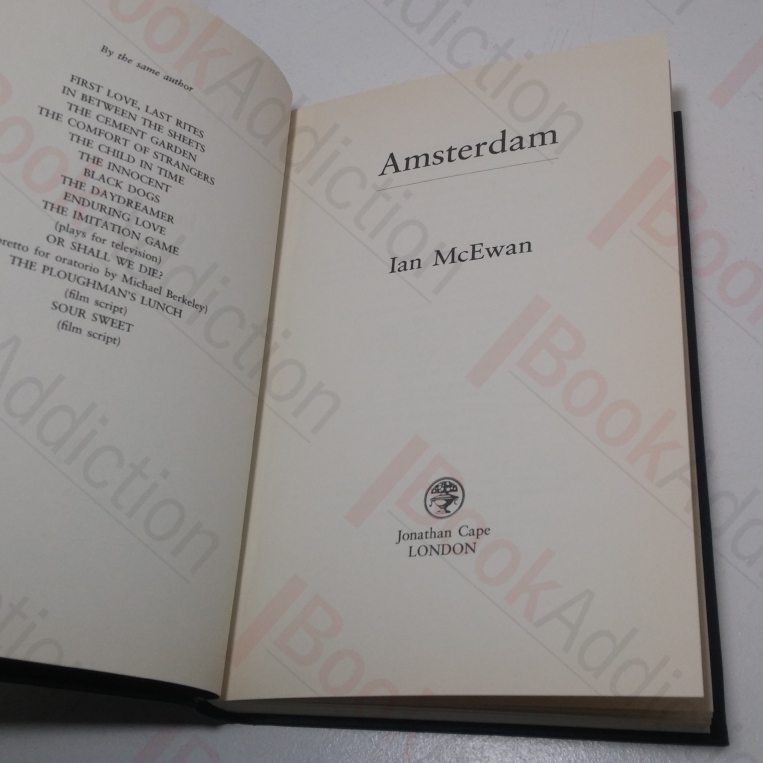 By the same author
FIRST LOVE, LAST RITES
IN BETWEEN THE SHEETS
THE CEMENT GARDEN
THE COMFORT OF STRANGERS
THE CHILD IN TIME
THE INNOCENT
BLACK DOGS
THE DAYDREAMER
ENDURING LOVE
THE IMITATION GAME
(plays for television)
OR SHALL WE DIE?
for oratorio by Michael Berkeley)
THE PLOUGHMAN'S LUNCH
(film script)
SOUR SWEET
(film script)
Amsterdam
Ian McEwan
Jonathan Cape
LONDON
BookAddiction